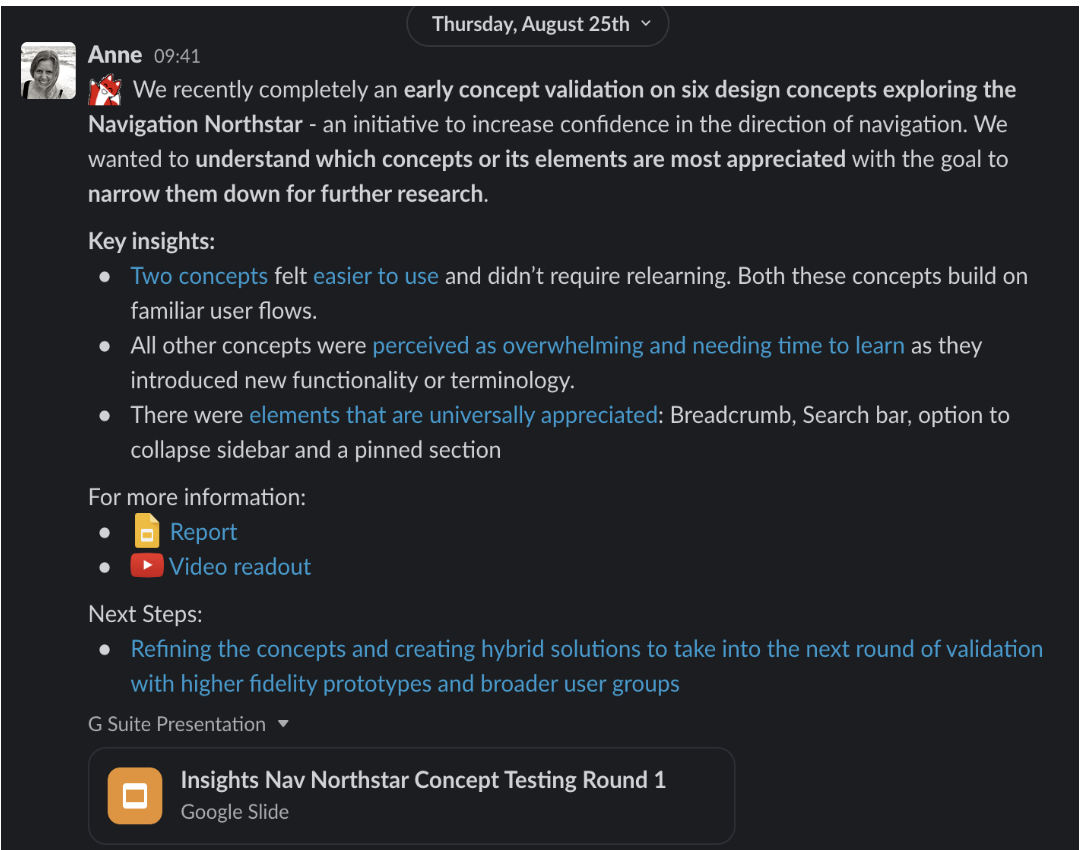 Thursday, August 25th
Anne 09:41
We recently completely an early concept validation on six design concepts exploring the
Navigation Northstar - an initiative to increase confidence in the direction of navigation. We
wanted to understand which concepts or its elements are most appreciated with the goal to
narrow them down for further research.
Key insights:
● Two concepts felt easier to use and didn’t require relearning. Both these concepts build on
familiar user flows.
● All other concepts were perceived as overwhelming and needing time to learn as they
introduced new functionality or terminology.
● There were elements that are universally appreciated: Breadcrumb, Search bar, option to
collapse sidebar and a pinned section
For more information:
● Report
● Video readout
Next Steps:
● Refining the concepts and creating hybrid solutions to take into the next round of validation
with higher fidelity prototypes and broader user groups
G Suite Presentation
Insights Nav Northstar Concept Testing Round 1
Google Slide